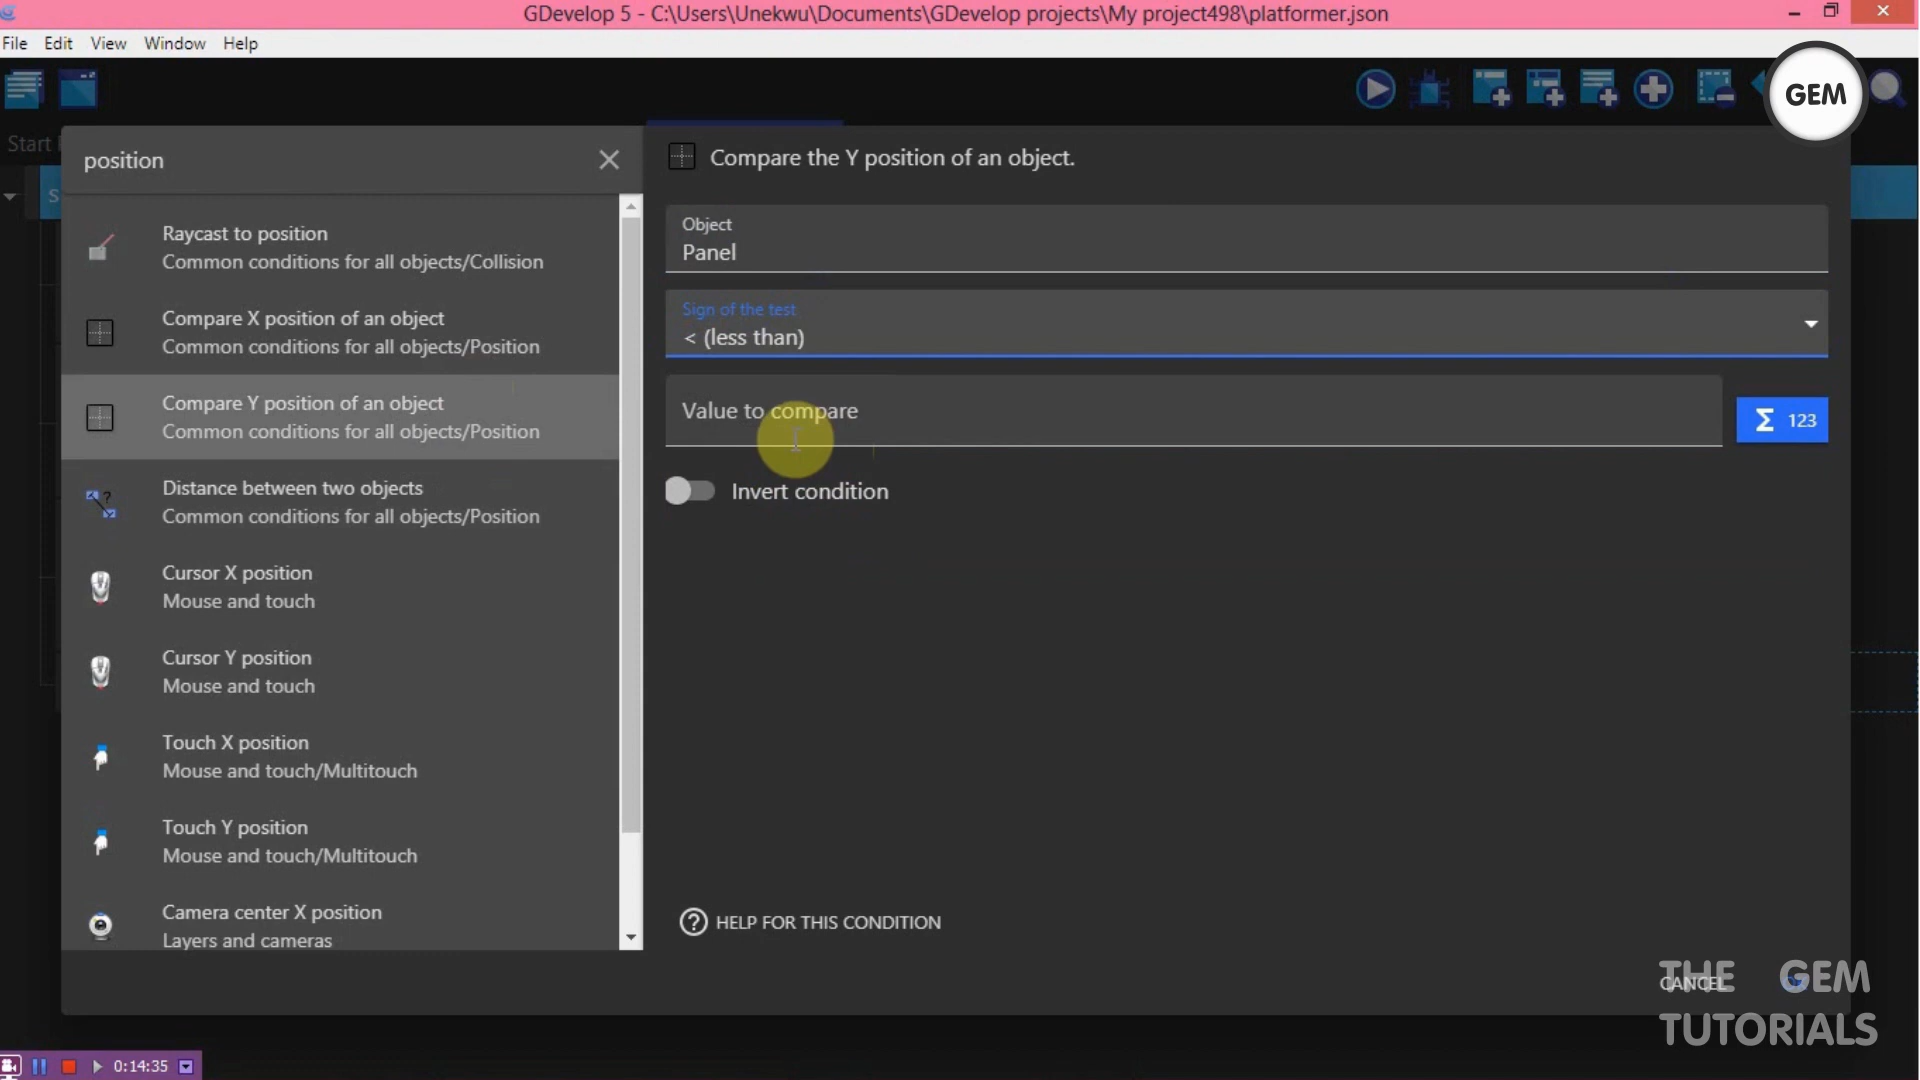 GDevelop 5 - C:\Users\Unekwu\Documents\GDevelop projects\My project498\platformer.json
File Edit View Window Help
GEM
Start
position
Compare the Y position of an object.
Object
Panel
Sign of the test
< (less than)
Value to compare
Σ 123
Invert condition
Raycast to position
Common conditions for all objects/Collision
Compare X position of an object
Common conditions for all objects/Position
Compare Y position of an object
Common conditions for all objects/Position
Distance between two objects
Common conditions for all objects/Position
Cursor X position
Mouse and touch
Cursor Y position
Mouse and touch
Touch X position
Mouse and touch/Multitouch
Touch Y position
Mouse and touch/Multitouch
Camera center X position
Layers and cameras
HELP FOR THIS CONDITION
CANCEL
THE GEM
TUTORIALS
0:14:35